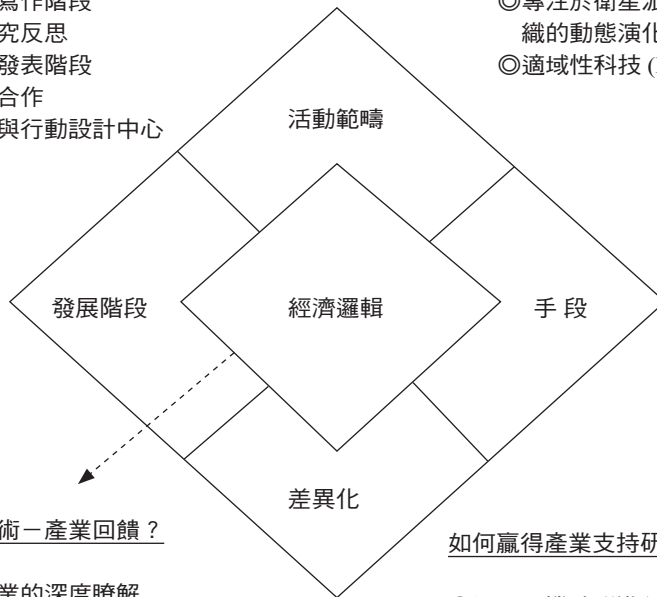 寫作階段
究反思
發表階段
合作
與行動設計中心
◎專注於衛星派
織的動態演化
◎適域性科技 (
活動範疇
發展階段
經濟邏輯
手 段
差異化
術－產業回饋？
業的深度瞭解
如何贏得產業支持研